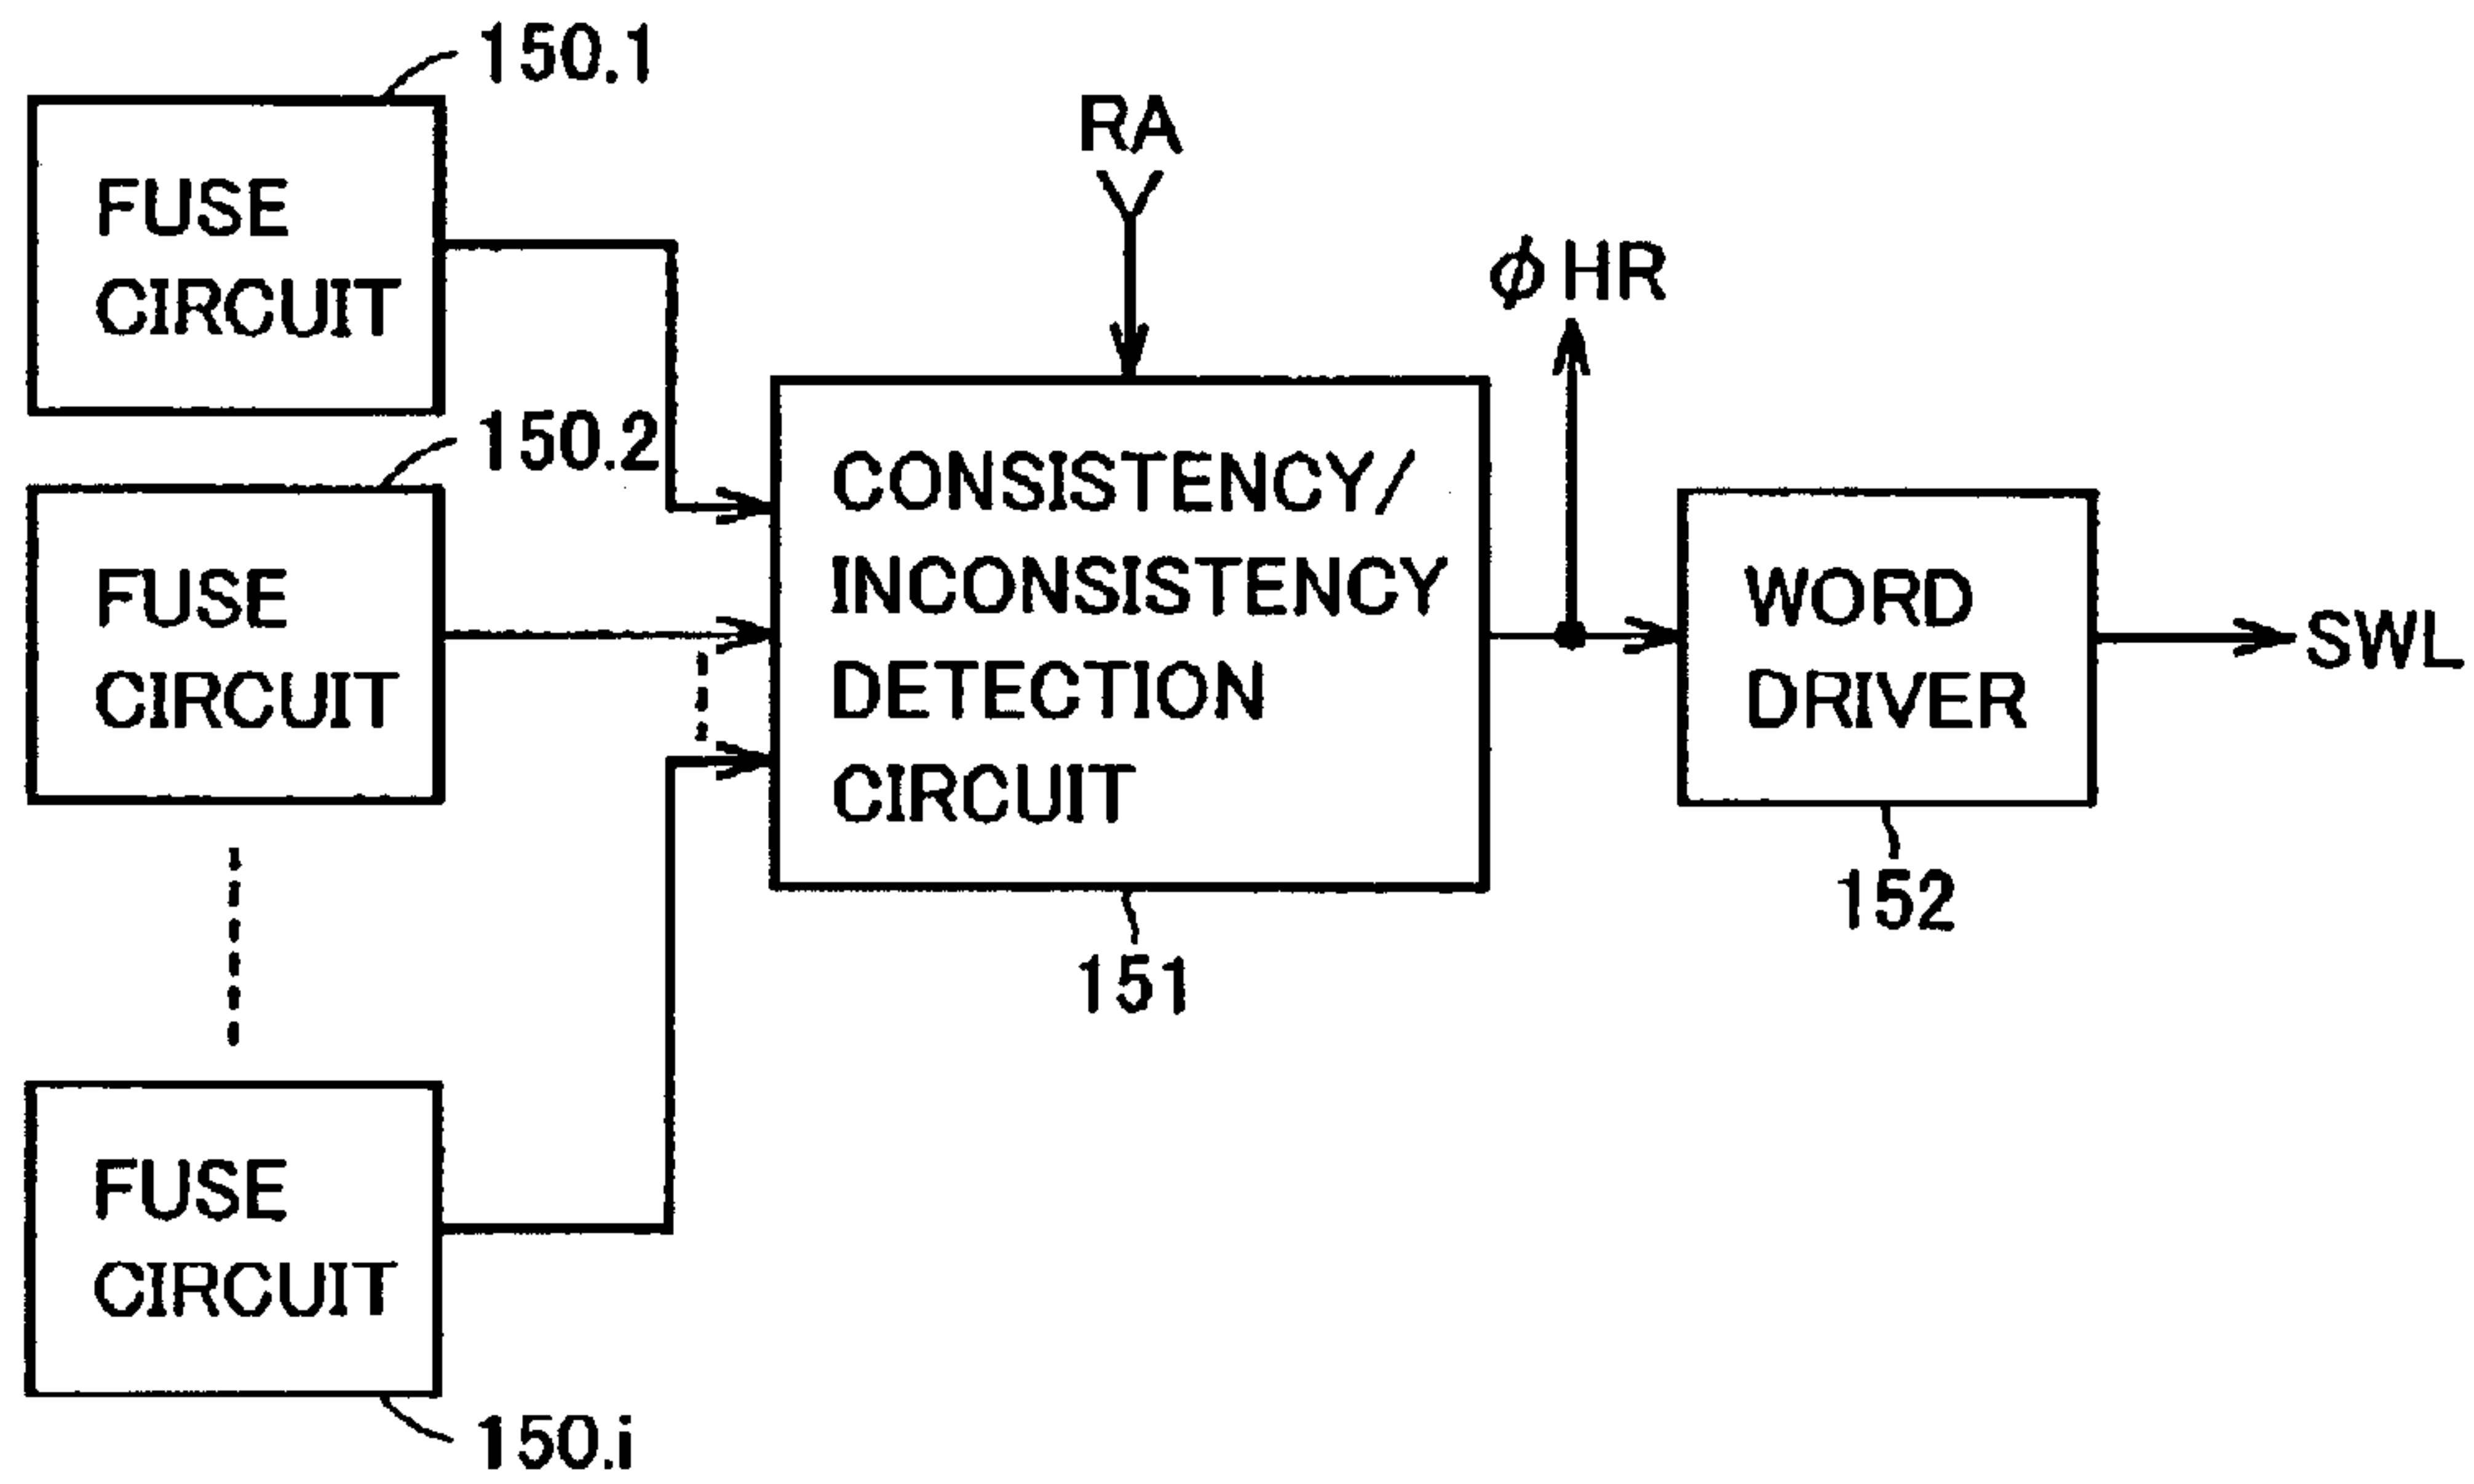 150.1
FUSE
CIRCUIT
RA
φHR
150.2
FUSE
CIRCUIT
CONSISTENCY/
INCONSISTENCY
DETECTION
CIRCUIT
WORD
DRIVER
SWL
152
151
FUSE
CIRCUIT
150.i